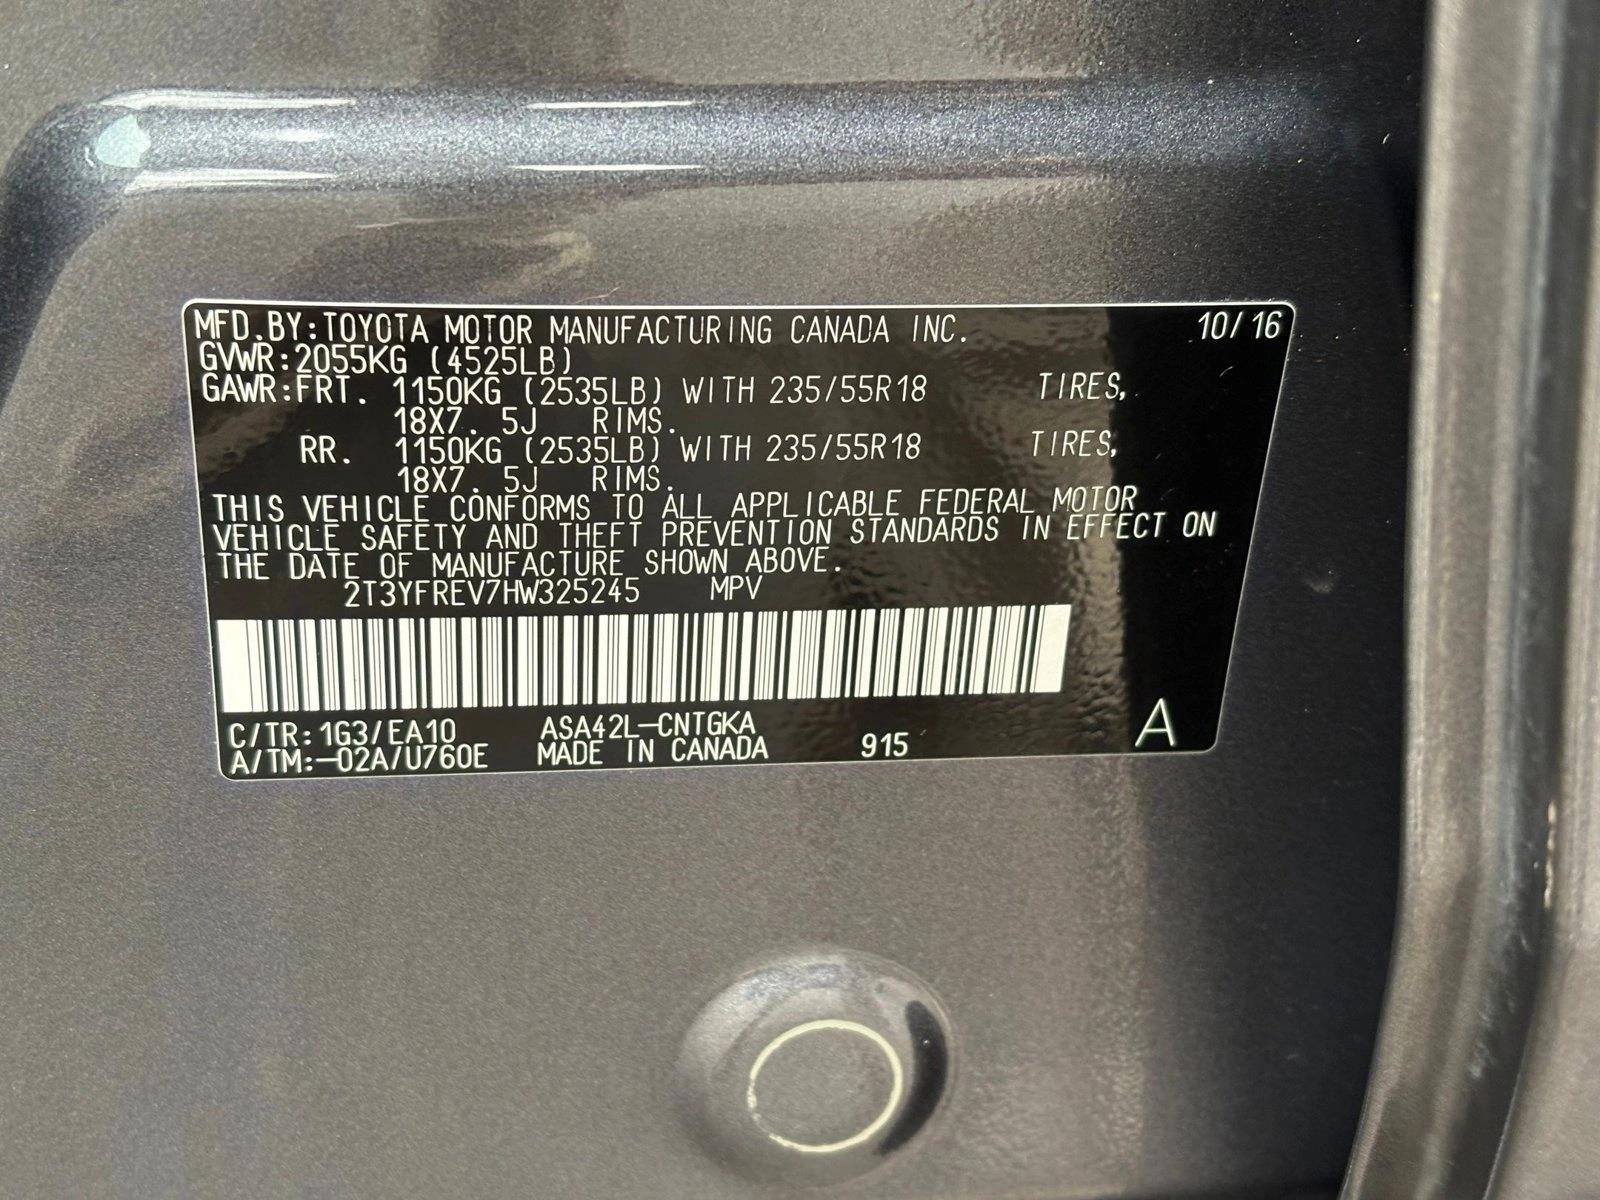 MFD.BY:TOYOTA MOTOR MANUFACTURING CANADA INC. 10/16
GVWR:2055KG (4525LB)
GAWR:FRT. 1150KG (2535LB) WITH 235/55R18 TIRES,
18X7. 5J RIMS.
RR. 1150KG (2535LB) WITH 235/55R18 TIRES,
18X7. 5J RIMS.
THIS VEHICLE CONFORMS TO ALL APPLICABLE FEDERAL MOTOR
VEHICLE SAFETY AND THEFT PREVENTION STANDARDS IN EFFECT ON
THE DATE OF MANUFACTURE SHOWN ABOVE.
2T3YFREV7HW325245 MPV
C/TR:1G3/EA10 ASA42L-CNTGKA
A/TM:-02A/U760E MADE IN CANADA 915 A